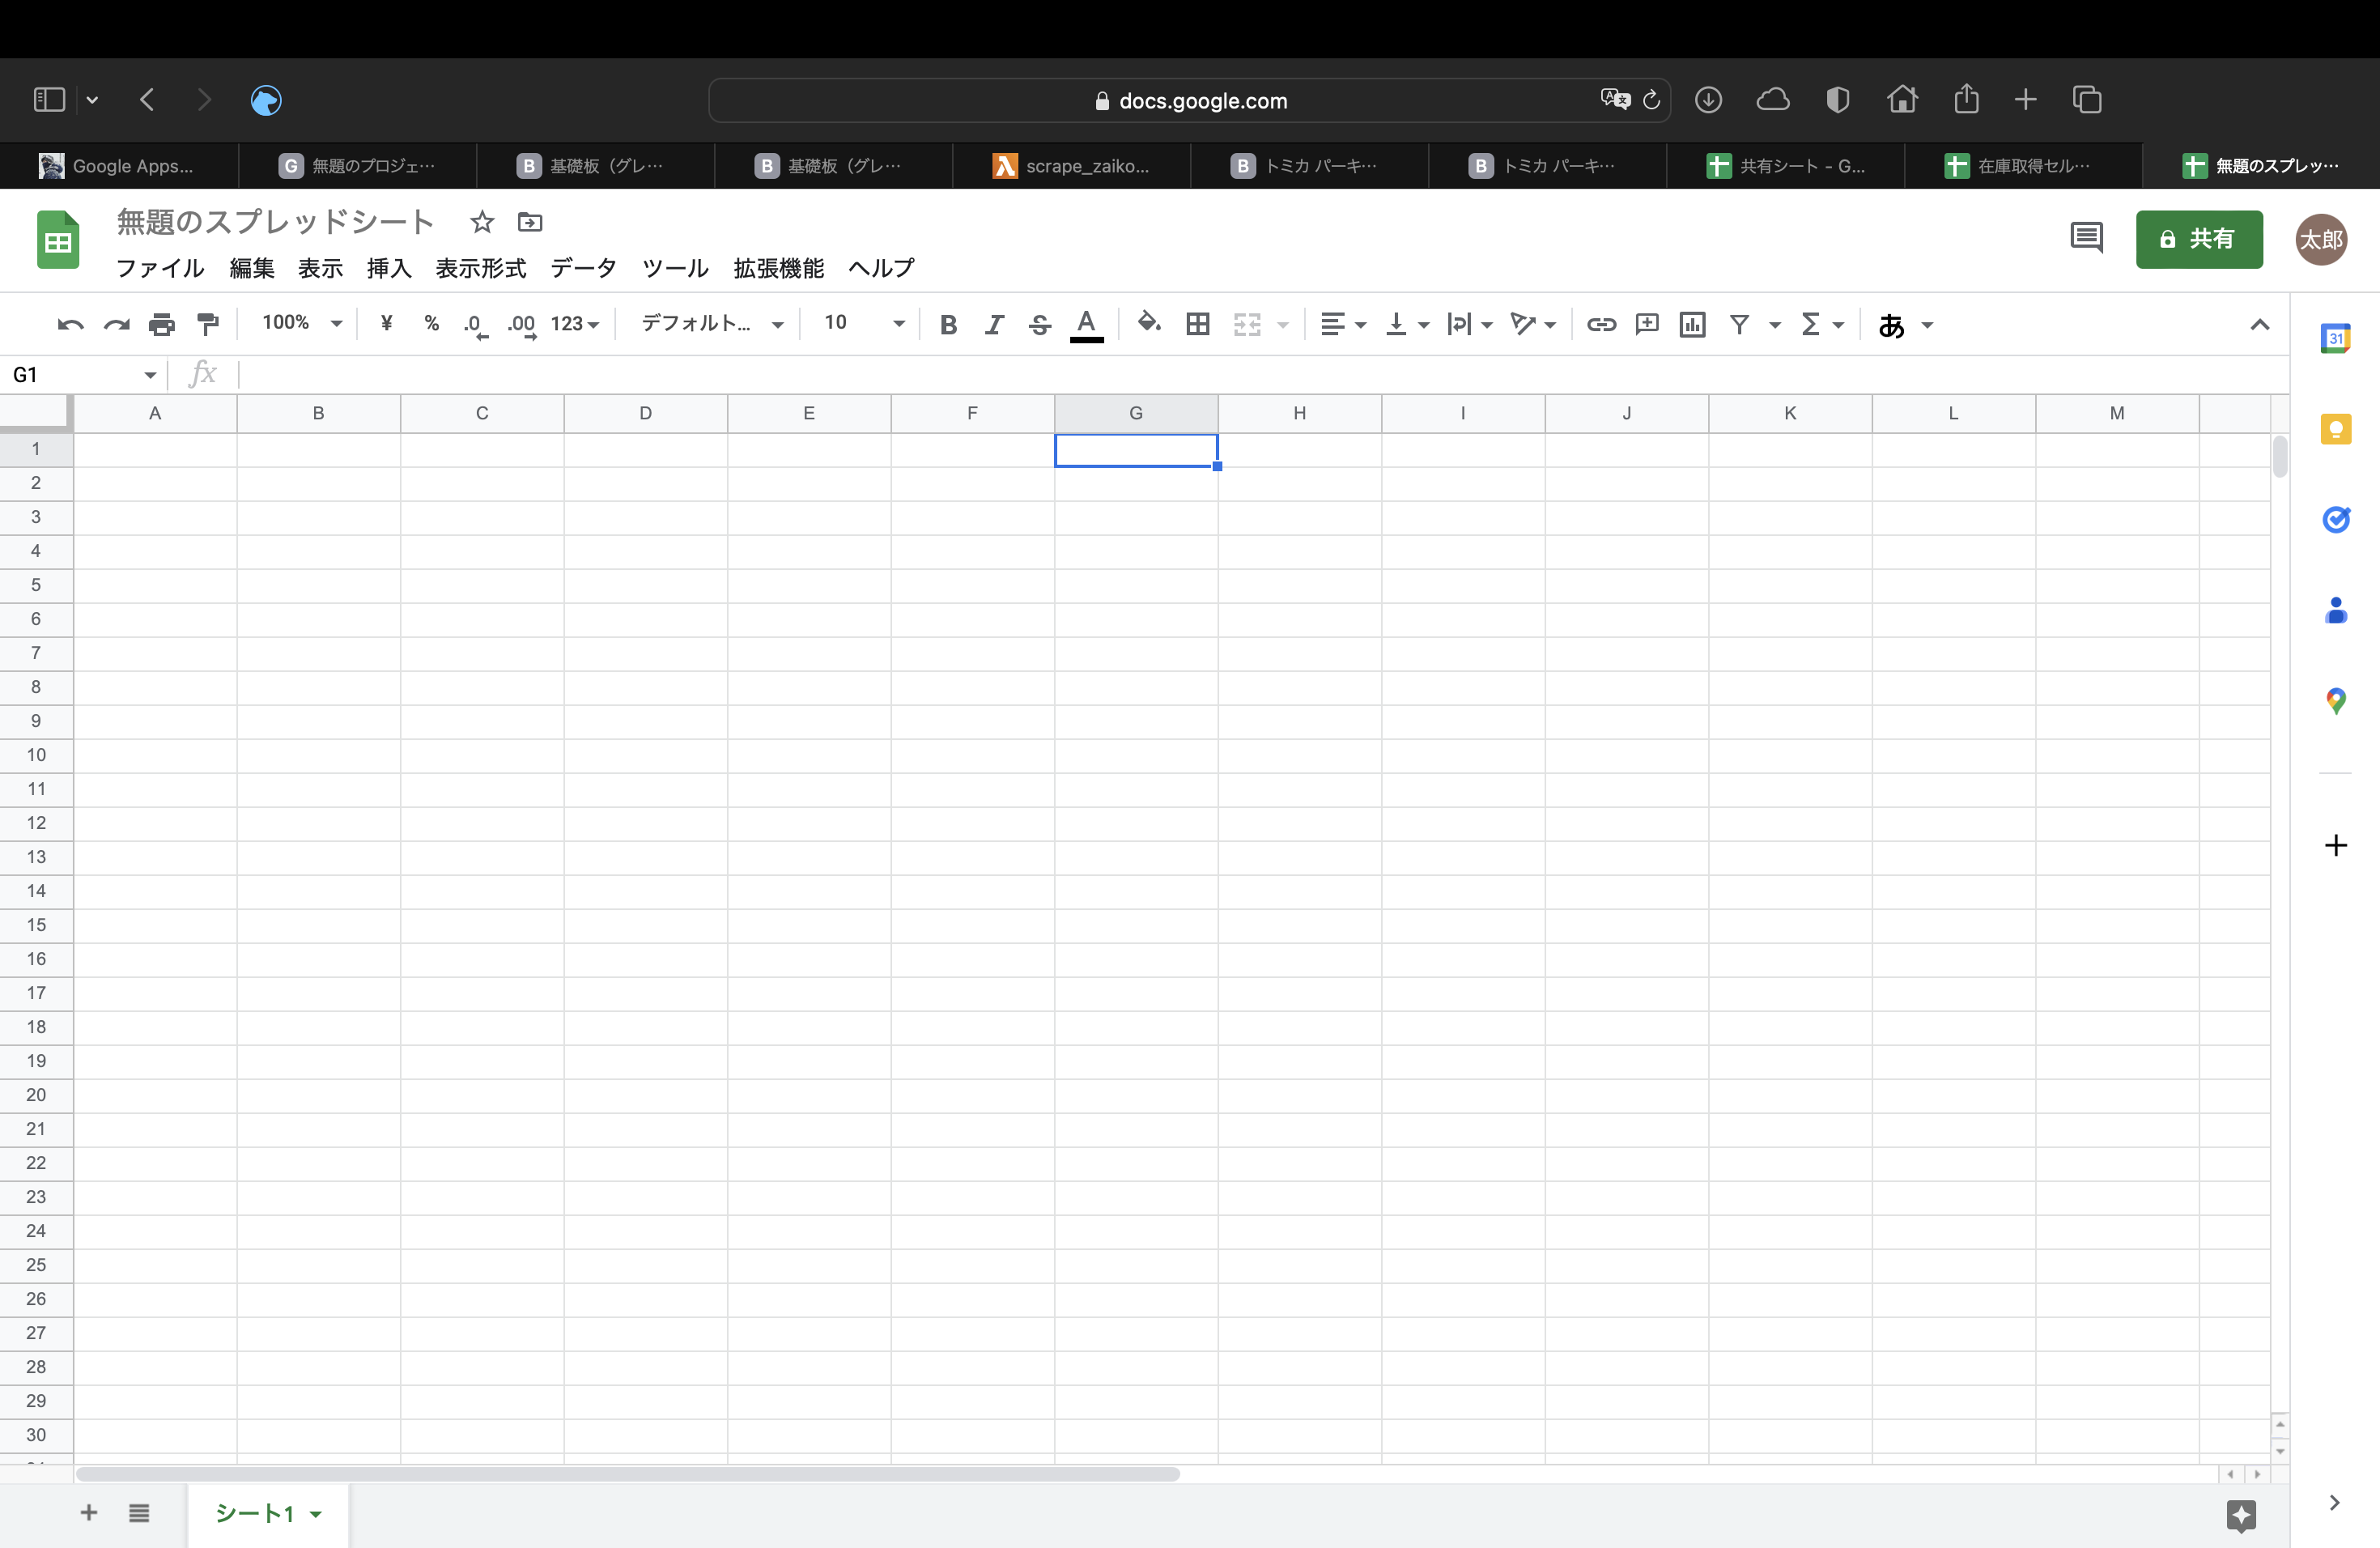 docs.google.com
Google Apps...
G 無題のプロジェ…
B 基礎板（グレ…
B 基礎板（グレ…
scrape_zaiko...
B トミカ パーキ…
B トミカ パーキ…
共有シート - G...
在庫取得セル…
無題のスプレッ…
無題のスプレッドシート
共有
太郎
ファイル 編集 表示 挿入 表示形式 データ ツール 拡張機能 ヘルプ
100% ¥ % .0 .00 123 デフォルト... 10 B I S A Σ あ
31
G1 fx
A B C D E F G H I J K L M
1
2
3
4
5
6
7
8
9
10
11
12
13
14
15
16
17
18
19
20
21
22
23
24
25
26
27
28
29
30
シート1